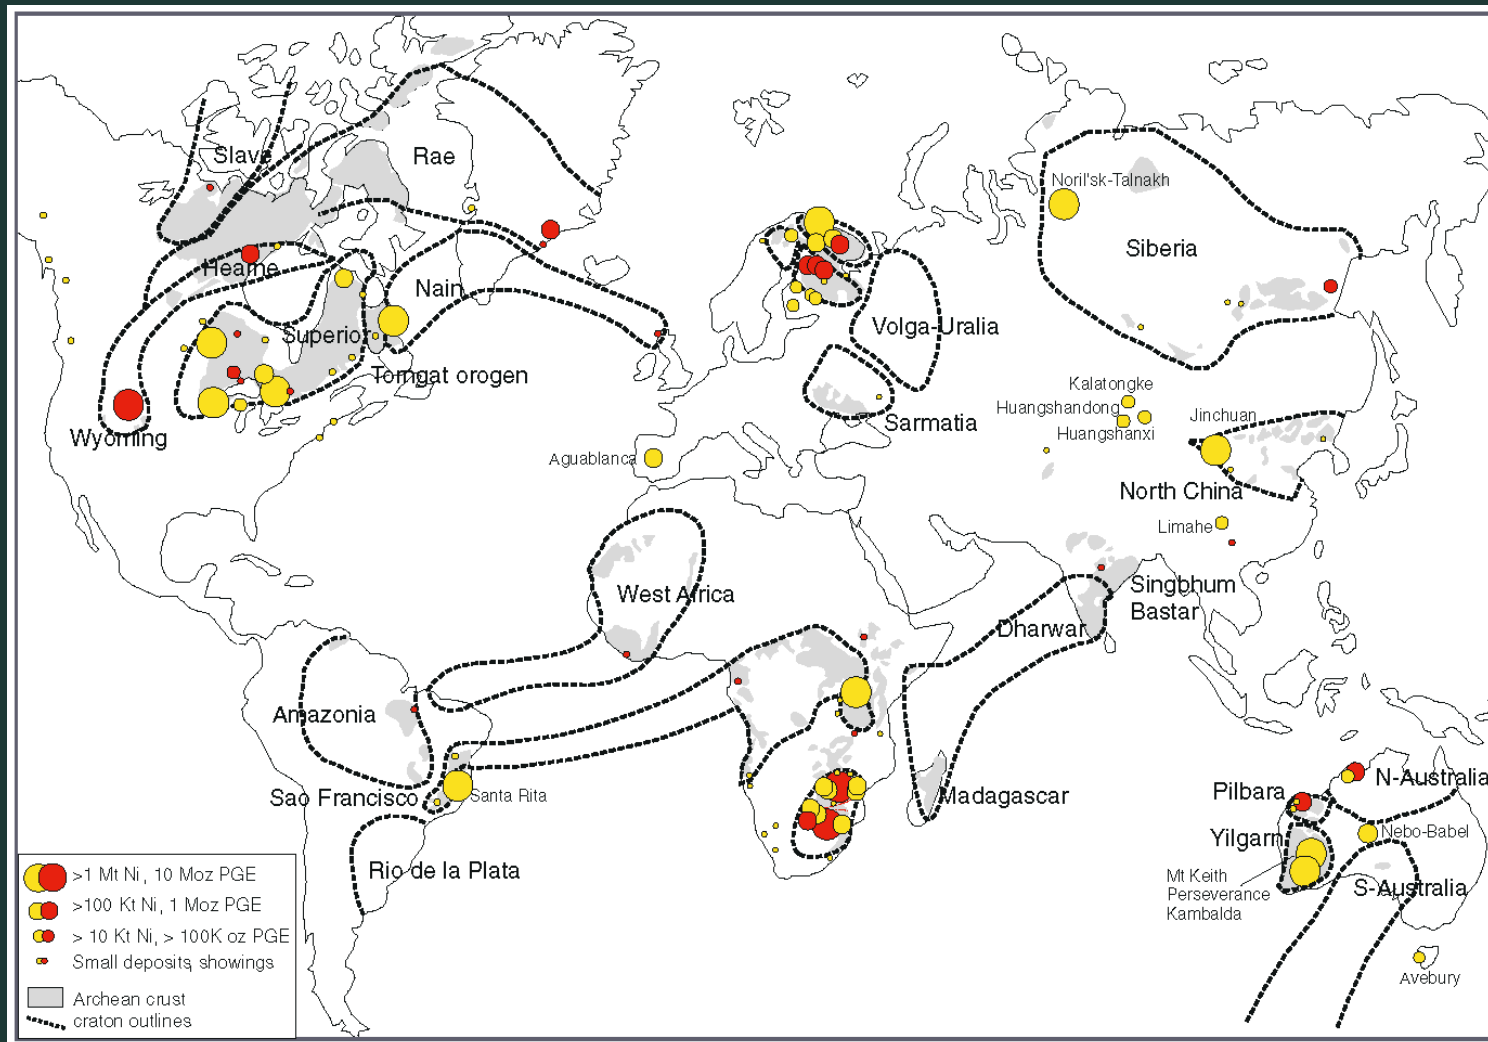 Slave
Rae
Noril'sk-Talnakh
Siberia
Hearne
Nain
Superior
Volga-Uralia
Torngat orogen
Wyoming
Sarmatia
Kalatongke
Huangshandong
Huangshanxi
Jinchuan
Aguablanca
North China
Limahe
West Africa
Singbhum
Bastar
Dharwar
Amazonia
Sao Francisco
Santa Rita
Madagascar
Pilbara
N-Australia
Yilgarn
Nebo-Babel
Rio de la Plata
Mt Keith
Perseverance
Kambalda
S-Australia
Avebury
>1 Mt Ni, 10 Moz PGE
>100 Kt Ni, 1 Moz PGE
> 10 Kt Ni, > 100K oz PGE
Small deposits, showings
Archean crust
craton outlines